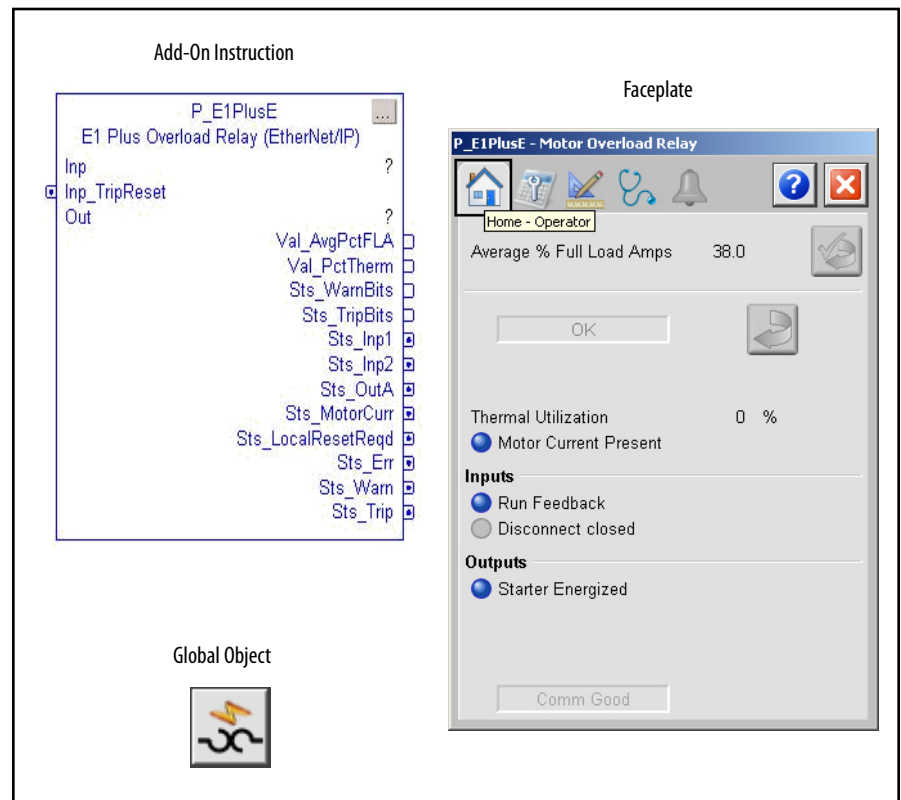 Add-On Instruction
P_E1PlusE
...
E1 Plus Overload Relay (EtherNet/IP)
Inp ?
Inp_TripReset
Out ?
Val_AvgPctFLA
Val_PctTherm
Sts_WarnBits
Sts_TripBits
Sts_Inp1
Sts_Inp2
Sts_OutA
Sts_MotorCurr
Sts_LocalResetReqd
Sts_Err
Sts_Warn
Sts_Trip
Global Object
Faceplate
P_E1PlusE - Motor Overload Relay
?
Home - Operator
Average % Full Load Amps 38.0
OK
Thermal Utilization 0 %
Motor Current Present
Inputs
Run Feedback
Disconnect closed
Outputs
Starter Energized
Comm Good